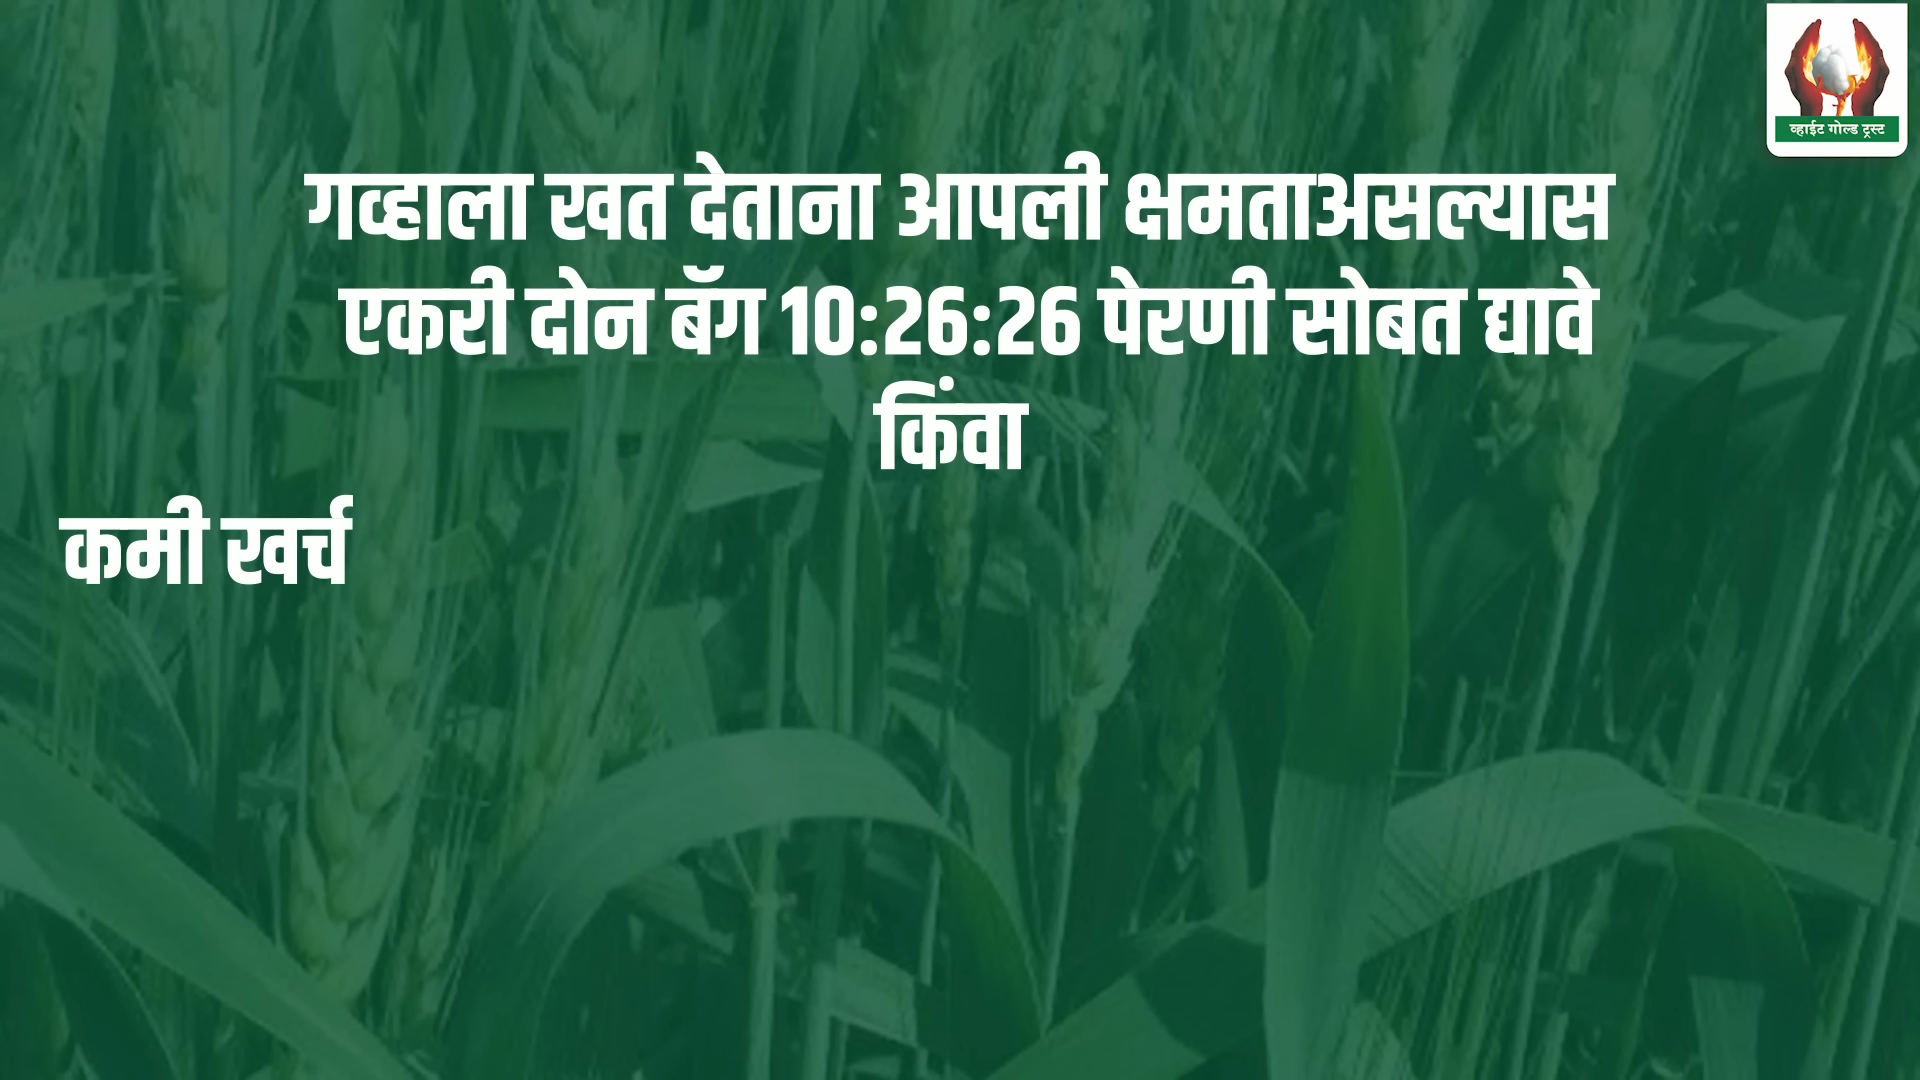 व्हाईट गोल्ड ट्रस्ट
गव्हाला खत देताना आपली क्षमताअसल्यास
एकरी दोन बॅग 10:26:26 पेरणी सोबत द्यावे
किंवा
कमी खर्च